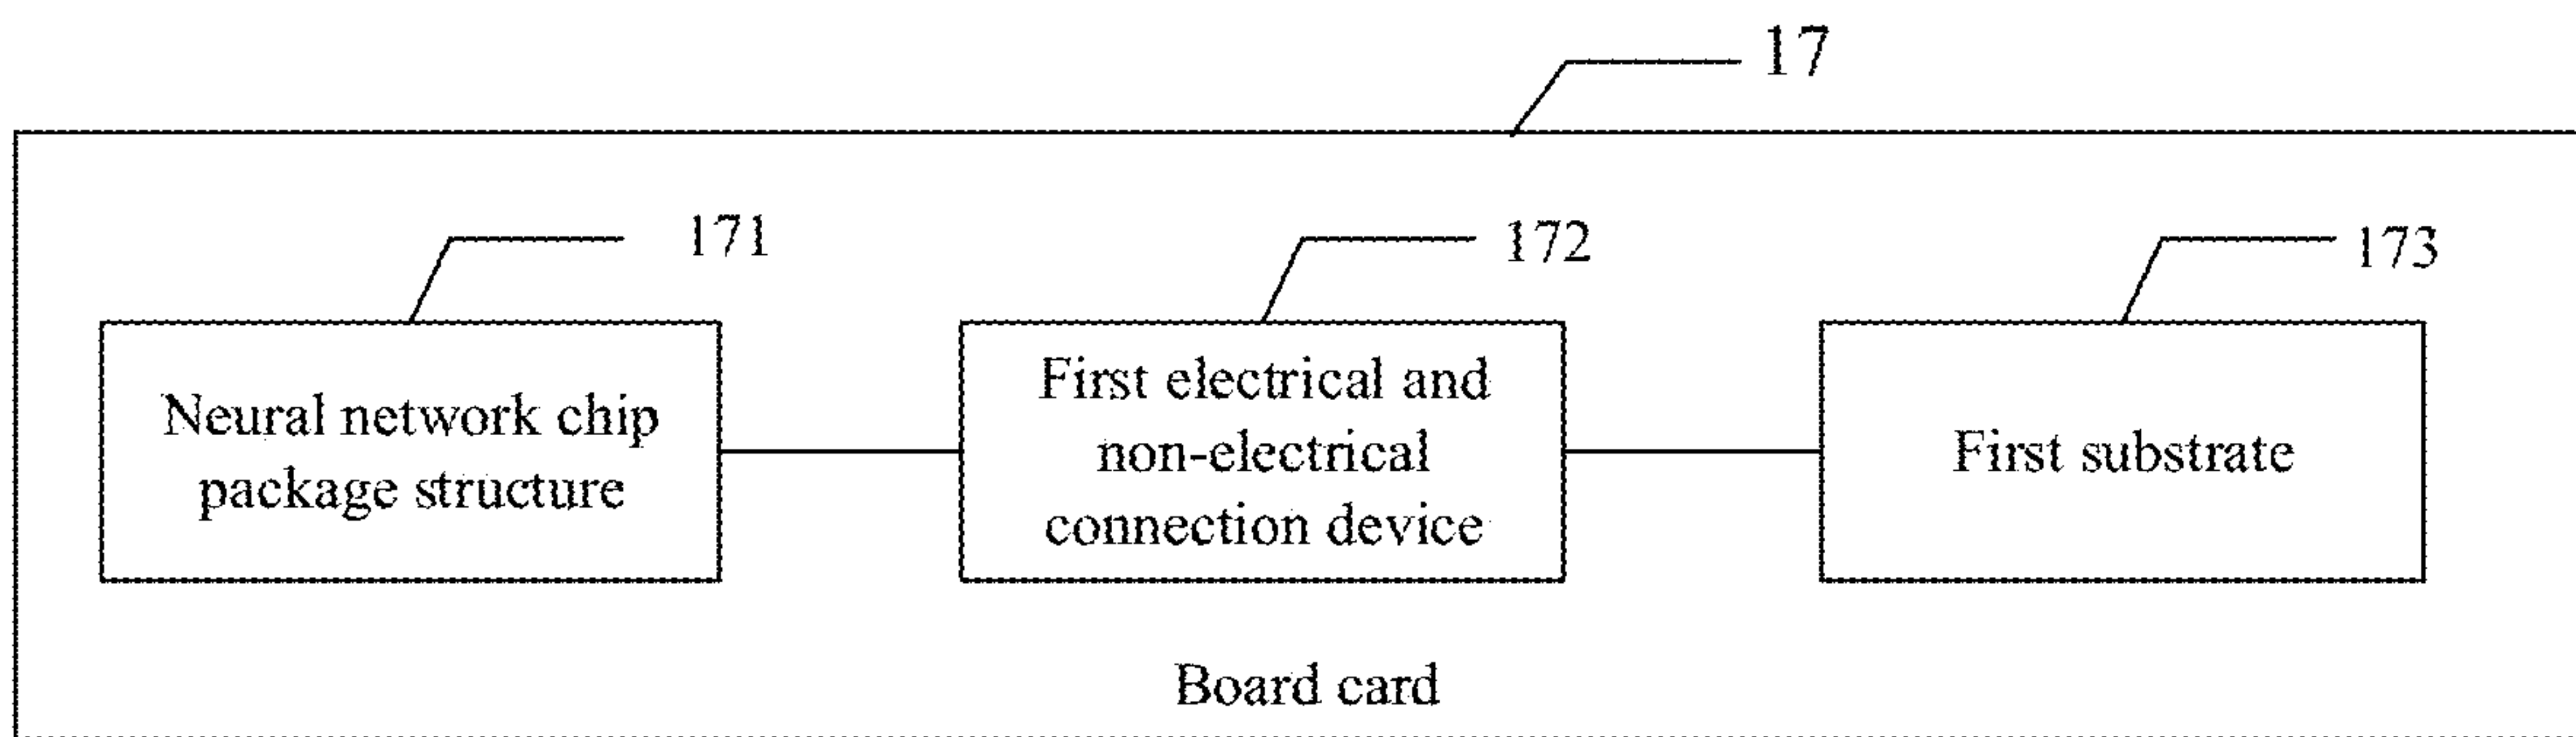 17
171
172
173
Neural network chip
package structure
First electrical and
non-electrical
connection device
First substrate
Board card